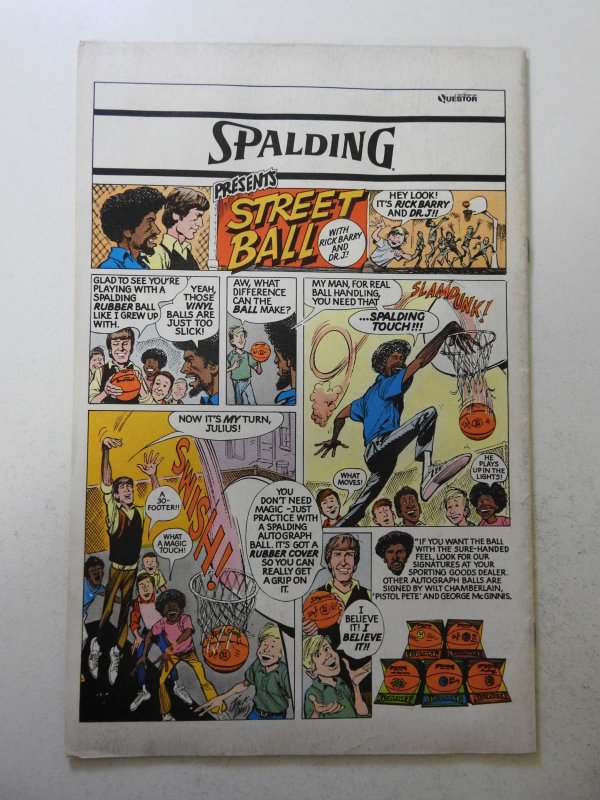 QUESTOR
SPALDING
PRESENTS
STREET
BALL
WITH
RICK BARRY
AND
DR. J!
HEY LOOK!
IT'S RICK BARRY
AND DR. J!!
GLAD TO SEE YOU'RE
PLAYING WITH A
SPALDING
RUBBER BALL
LIKE I GREW UP
WITH.
YEAH,
THOSE
VINYL
BALLS ARE
JUST TOO
SLICK!
AW, WHAT
DIFFERENCE
CAN THE
BALL MAKE?
MY MAN, FOR REAL
BALL HANDLING,
YOU NEED THAT
...SPALDING
TOUCH!!!
SLAM DUNK!
WHAT
MOVES!
HE
PLAYS
UP IN THE
LIGHTS!
NOW IT'S MY TURN,
JULIUS!
A
30-
FOOTER!!
WHAT
A MAGIC
TOUCH!
SWISH!
YOU
DON'T NEED
MAGIC -JUST
PRACTICE WITH
A SPALDING
AUTOGRAPH
BALL. IT'S GOT A
RUBBER COVER
SO YOU CAN
REALLY GET
A GRIP ON
IT.
I
BELIEVE
IT! I
BELIEVE
IT!!
"IF YOU WANT THE BALL
WITH THE SURE-HANDED
FEEL, LOOK FOR OUR
SIGNATURES AT YOUR
SPORTING GOODS DEALER.
OTHER AUTOGRAPH BALLS ARE
SIGNED BY WILT CHAMBERLAIN,
'PISTOL PETE' AND GEORGE McGINNIS.